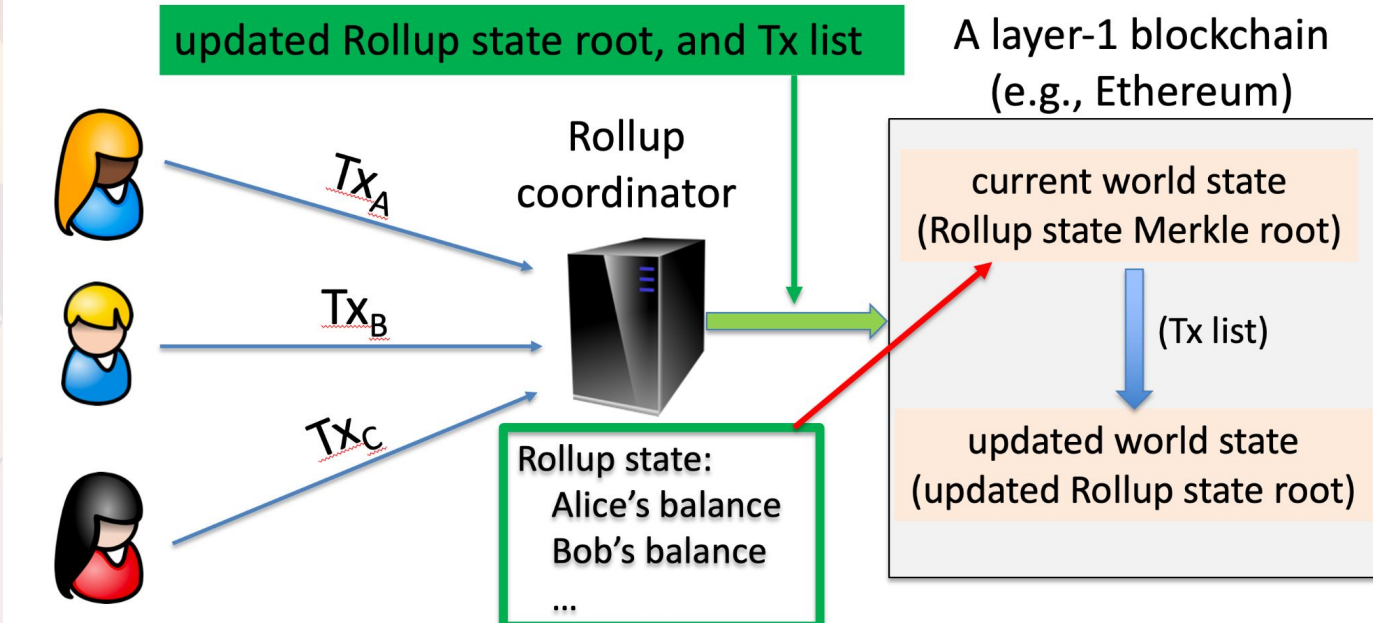 updated Rollup state root, and Tx list
A layer-1 blockchain
(e.g., Ethereum)
Rollup
coordinator
TxA
TxB
TxC
current world state
(Rollup state Merkle root)
(Tx list)
updated world state
(updated Rollup state root)
Rollup state:
Alice’s balance
Bob’s balance
...